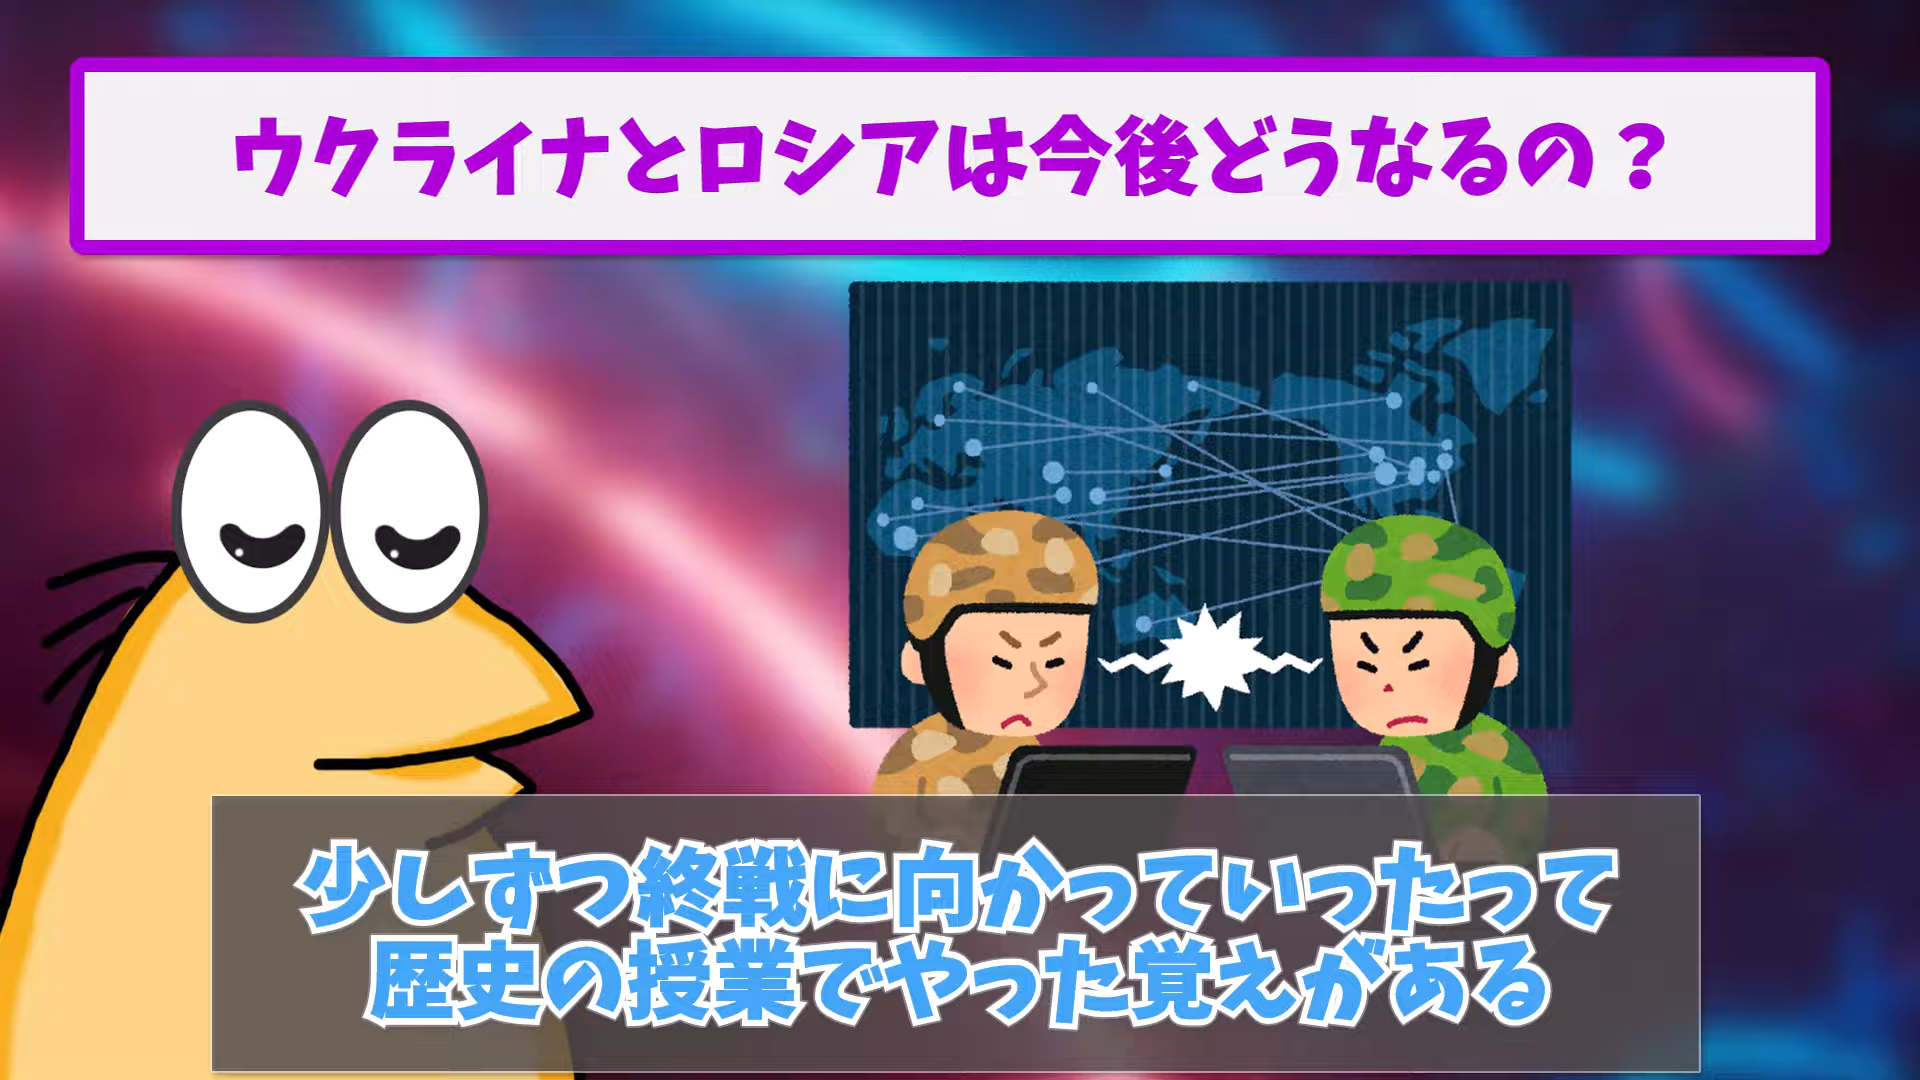 ウクライナとロシアは今後どうなるの？
少しずつ終戦に向かっていったって
歴史の授業でやった覚えがある